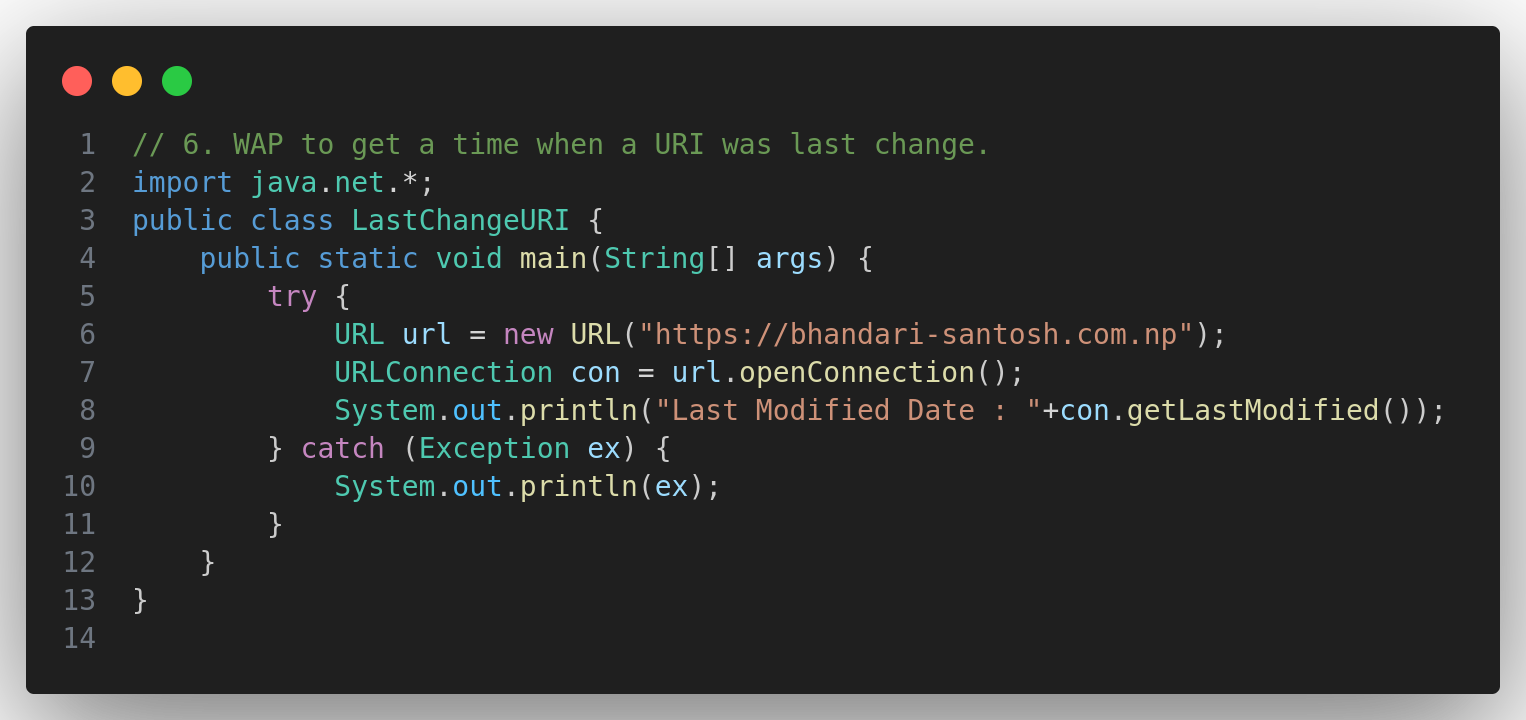 1 // 6. WAP to get a time when a URI was last change.
2 import java.net.*;
3 public class LastChangeURI {
4     public static void main(String[] args) {
5         try {
6             URL url = new URL("https://bhandari-santosh.com.np");
7             URLConnection con = url.openConnection();
8             System.out.println("Last Modified Date : "+con.getLastModified());
9         } catch (Exception ex) {
10             System.out.println(ex);
11         }
12     }
13 }
14